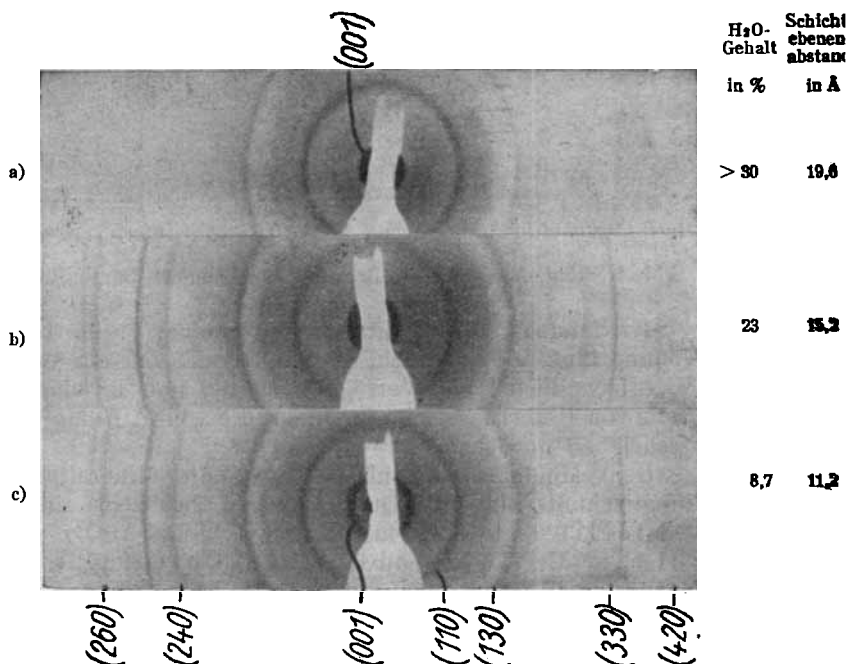 (001)
H₂O-
Gehalt
in %
Schicht
ebenen
abstand
in Å
a)
> 30
19,6
b)
23
15,2
c)
8,7
11,2
(260)
(240)
(001)
(110)
(130)
(330)
(420)